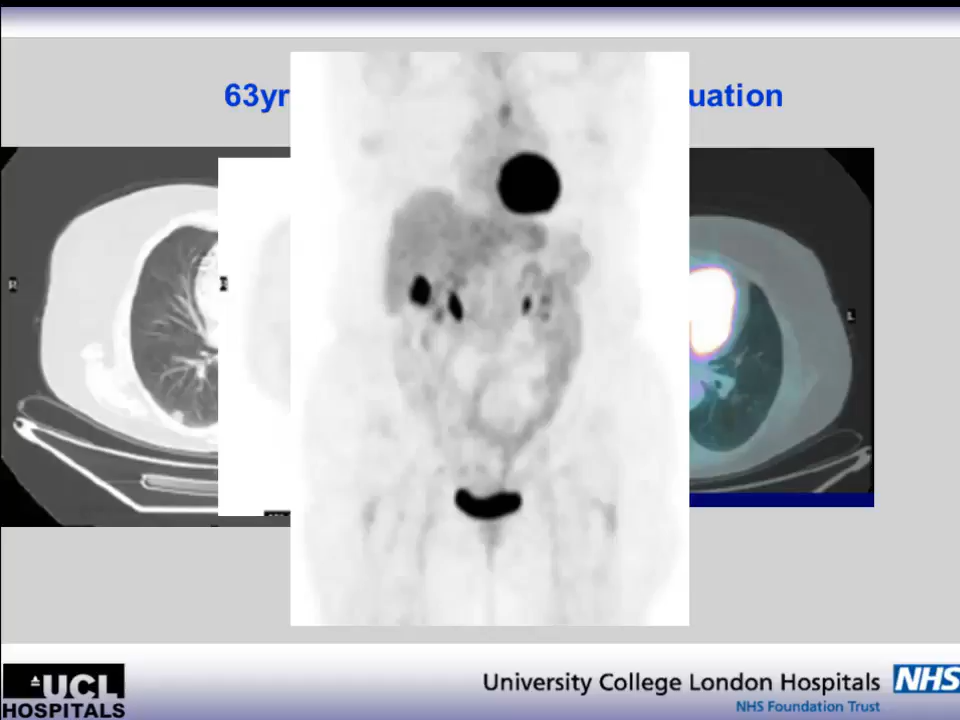 63yr uation
R
L
UCL
HOSPITALS
University College London Hospitals
NHS
NHS Foundation Trust